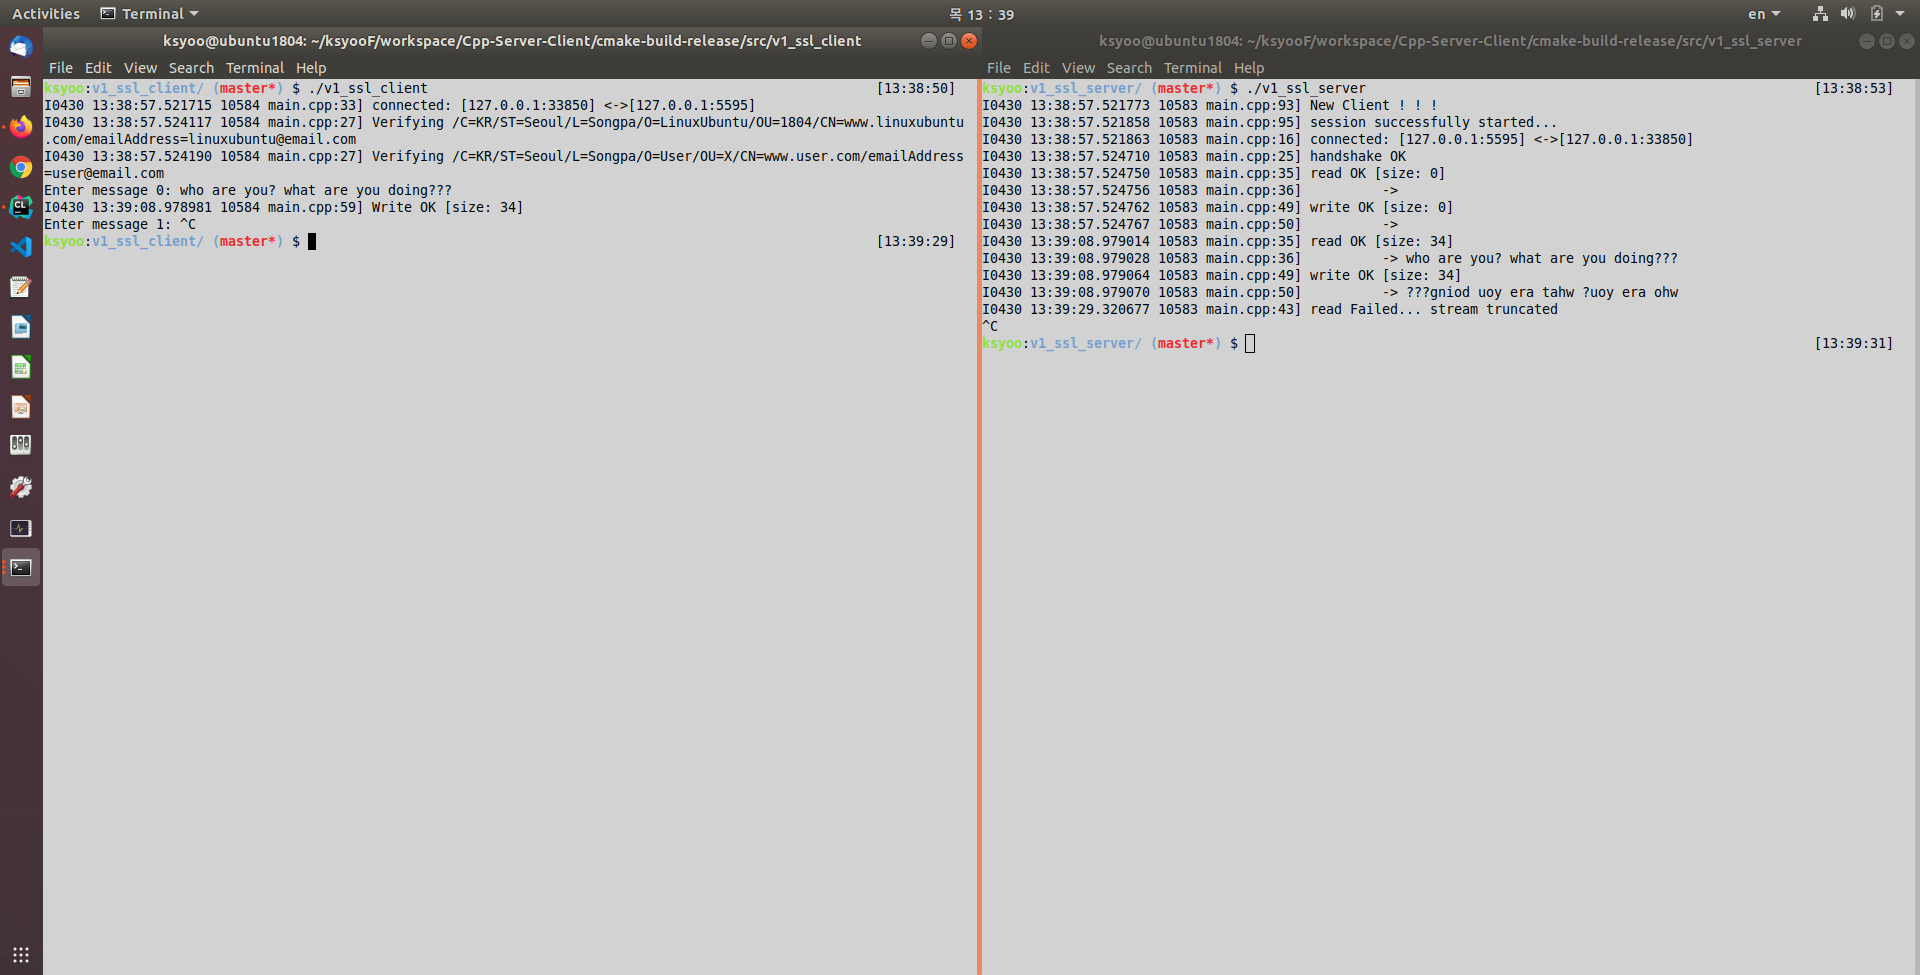 Activities Terminal 목 13 : 39 en
ksyoo@ubuntu1804: ~/ksyooF/workspace/Cpp-Server-Client/cmake-build-release/src/v1_ssl_client
File Edit View Search Terminal Help
ksyoo:v1_ssl_client/ (master*) $ ./v1_ssl_client [13:38:50]
I0430 13:38:57.521715 10584 main.cpp:33] connected: [127.0.0.1:33850] <->[127.0.0.1:5595]
I0430 13:38:57.524117 10584 main.cpp:27] Verifying /C=KR/ST=Seoul/L=Songpa/O=LinuxUbuntu/OU=1804/CN=www.linuxubuntu
.com/emailAddress=linuxubuntu@email.com
I0430 13:38:57.524190 10584 main.cpp:27] Verifying /C=KR/ST=Seoul/L=Songpa/O=User/OU=X/CN=www.user.com/emailAddress
=user@email.com
Enter message 0: who are you? what are you doing???
I0430 13:39:08.978981 10584 main.cpp:59] Write OK [size: 34]
Enter message 1: ^C
ksyoo:v1_ssl_client/ (master*) $ [13:39:29]
ksyoo@ubuntu1804: ~/ksyooF/workspace/Cpp-Server-Client/cmake-build-release/src/v1_ssl_server
File Edit View Search Terminal Help
ksyoo:v1_ssl_server/ (master*) $ ./v1_ssl_server [13:38:53]
I0430 13:38:57.521773 10583 main.cpp:93] New Client ! ! !
I0430 13:38:57.521858 10583 main.cpp:95] session successfully started...
I0430 13:38:57.521863 10583 main.cpp:16] connected: [127.0.0.1:5595] <->[127.0.0.1:33850]
I0430 13:38:57.524710 10583 main.cpp:25] handshake OK
I0430 13:38:57.524750 10583 main.cpp:35] read OK [size: 0]
I0430 13:38:57.524756 10583 main.cpp:36] ->
I0430 13:38:57.524762 10583 main.cpp:49] write OK [size: 0]
I0430 13:38:57.524767 10583 main.cpp:50] ->
I0430 13:39:08.979014 10583 main.cpp:35] read OK [size: 34]
I0430 13:39:08.979028 10583 main.cpp:36] -> who are you? what are you doing???
I0430 13:39:08.979064 10583 main.cpp:49] write OK [size: 34]
I0430 13:39:08.979070 10583 main.cpp:50] -> ???gniod uoy era tahw ?uoy era ohw
I0430 13:39:29.320677 10583 main.cpp:43] read Failed... stream truncated
^C
ksyoo:v1_ssl_server/ (master*) $ [13:39:31]